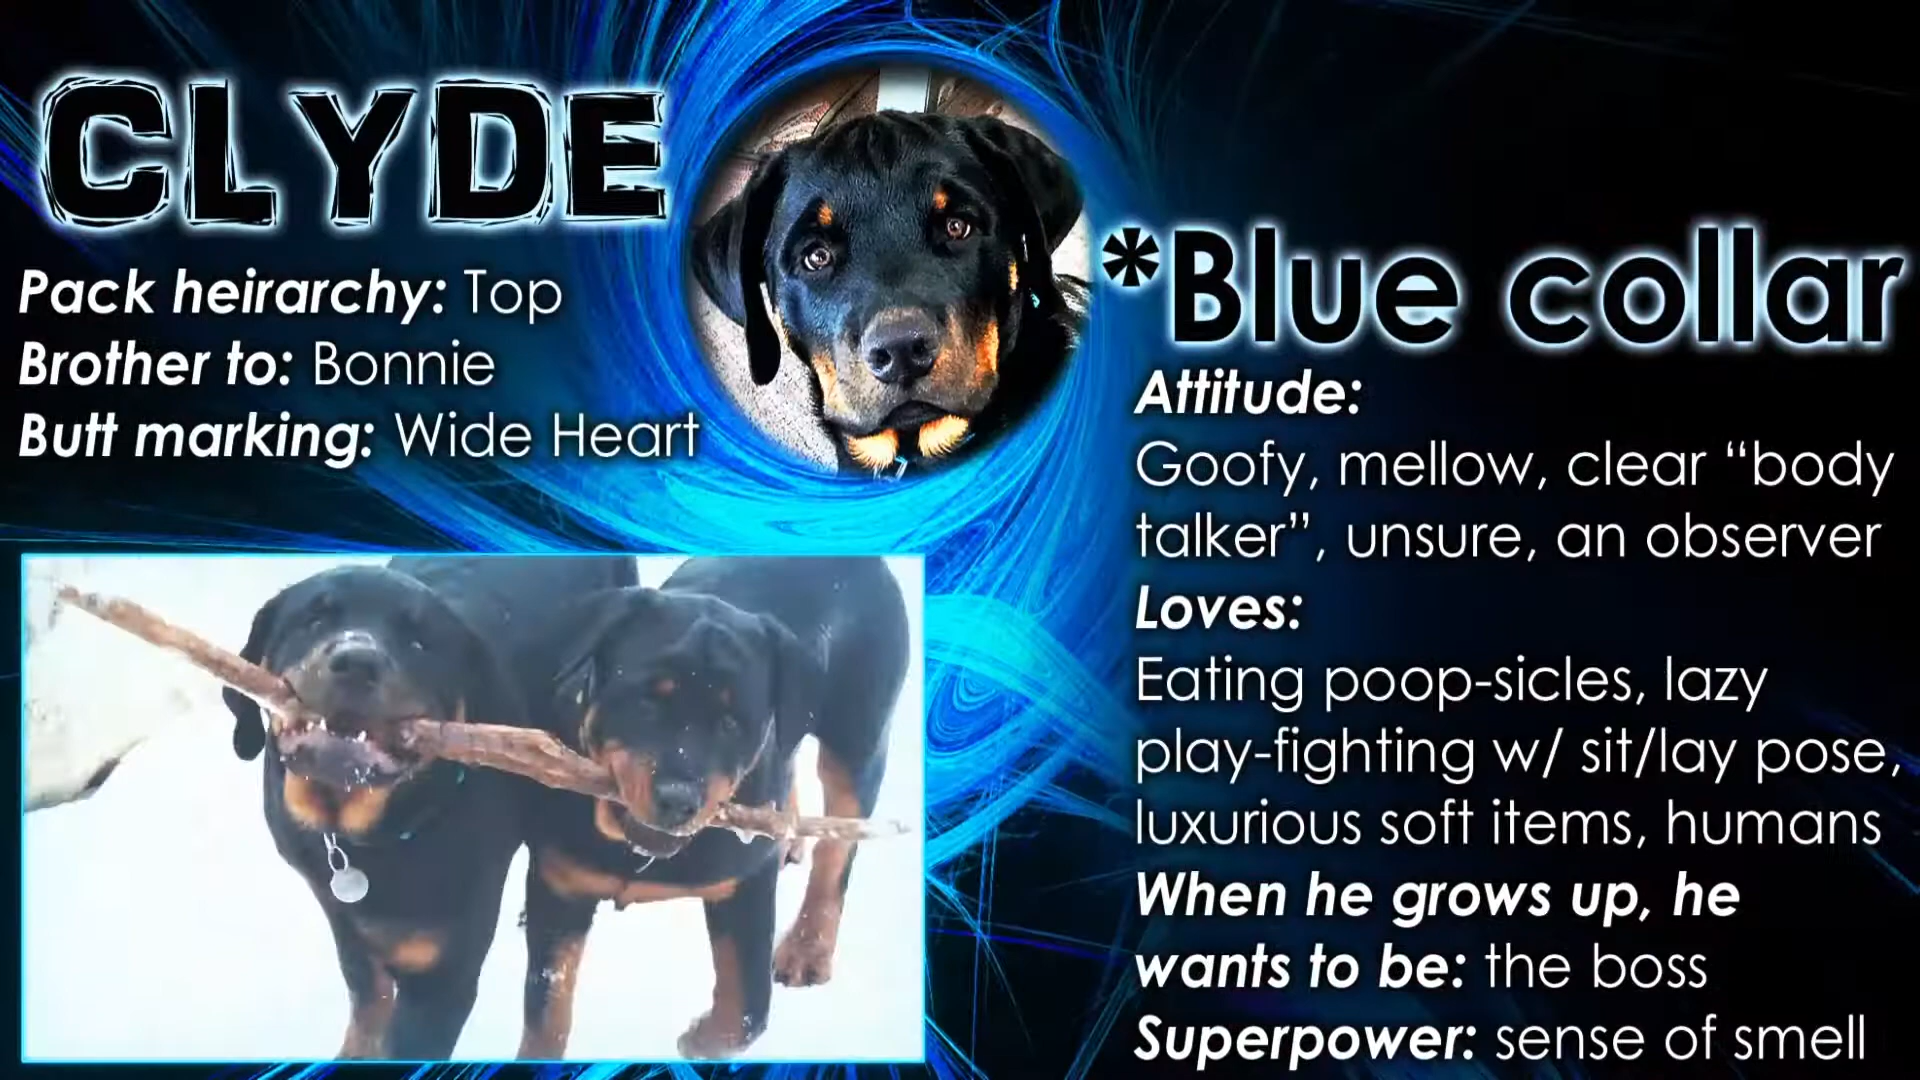 CLYDE
Pack heirarchy: Top
Brother to: Bonnie
Butt marking: Wide Heart
*Blue collar
Attitude:
Goofy, mellow, clear “body
talker”, unsure, an observer
Loves:
Eating poop-sicles, lazy
play-fighting w/ sit/lay pose,
luxurious soft items, humans
When he grows up, he
wants to be: the boss
Superpower: sense of smell